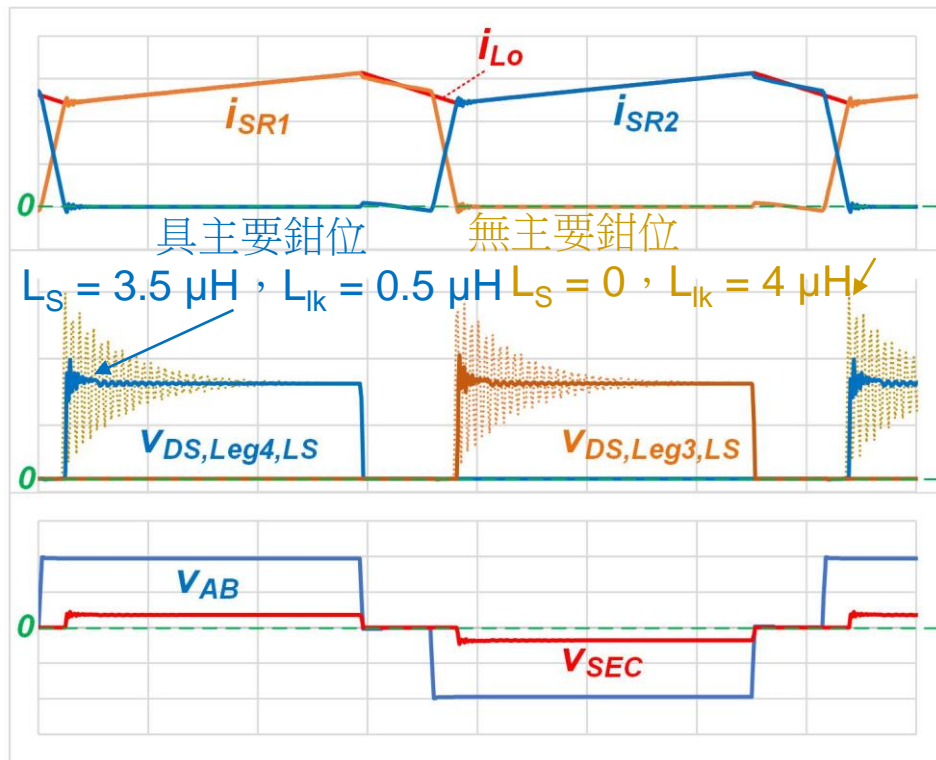 iLo
iSR1
iSR2
0
具主要鉗位
無主要鉗位
LS = 3.5 μH，Llk = 0.5 μH
LS = 0，Llk = 4 μH
vDS,Leg4,LS
vDS,Leg3,LS
0
vAB
0
vSEC